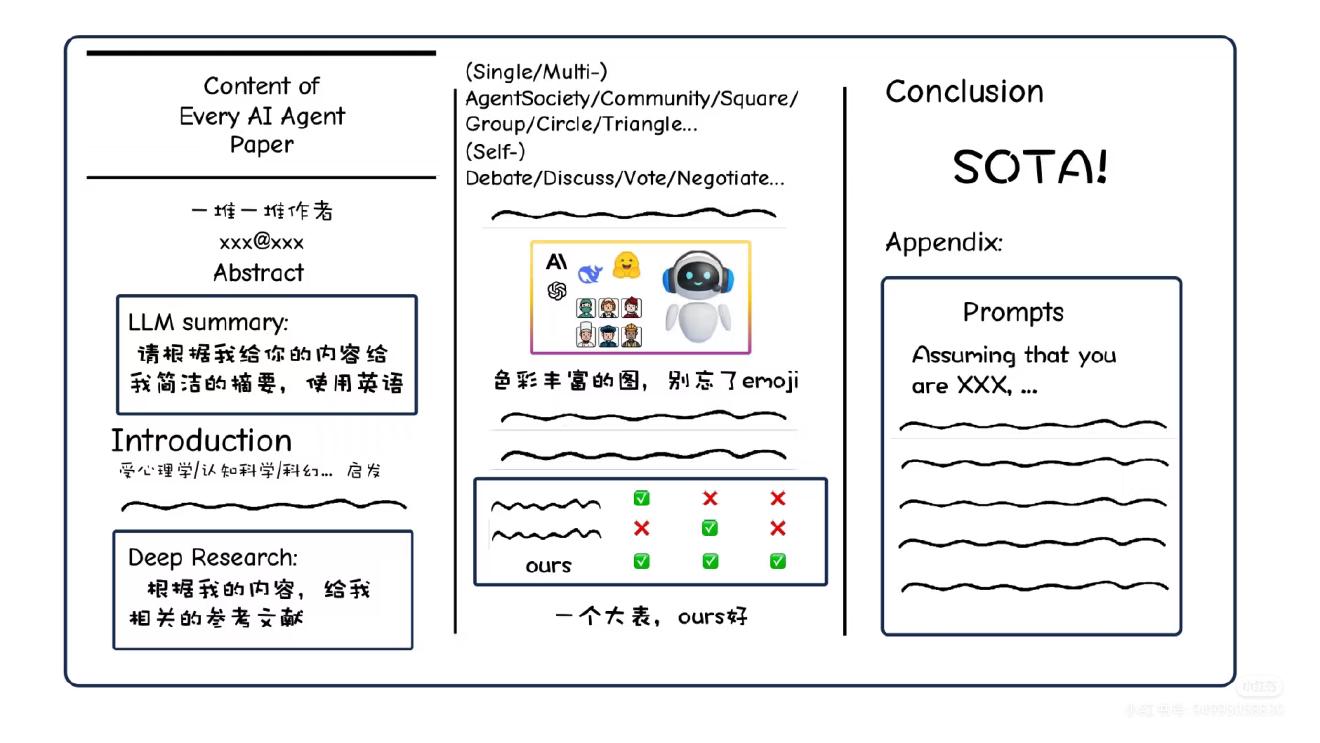 Content of
Every AI Agent
Paper
一堆一堆作者
xxx@xxx
Abstract
LLM summary:
请根据我给你的内容给
我简洁的摘要，使用英语
Introduction
受心理学/认知科学/科幻... 启发
Deep Research:
根据我的内容，给我
相关的参考文献
(Single/Multi-)
AgentSociety/Community/Square/
Group/Circle/Triangle...
(Self-)
Debate/Discuss/Vote/Negotiate...
AI
色彩丰富的图，别忘了emoji
ours
一个大表，ours好
Conclusion
SOTA!
Appendix:
Prompts
Assuming that you
are XXX, ...
小红书